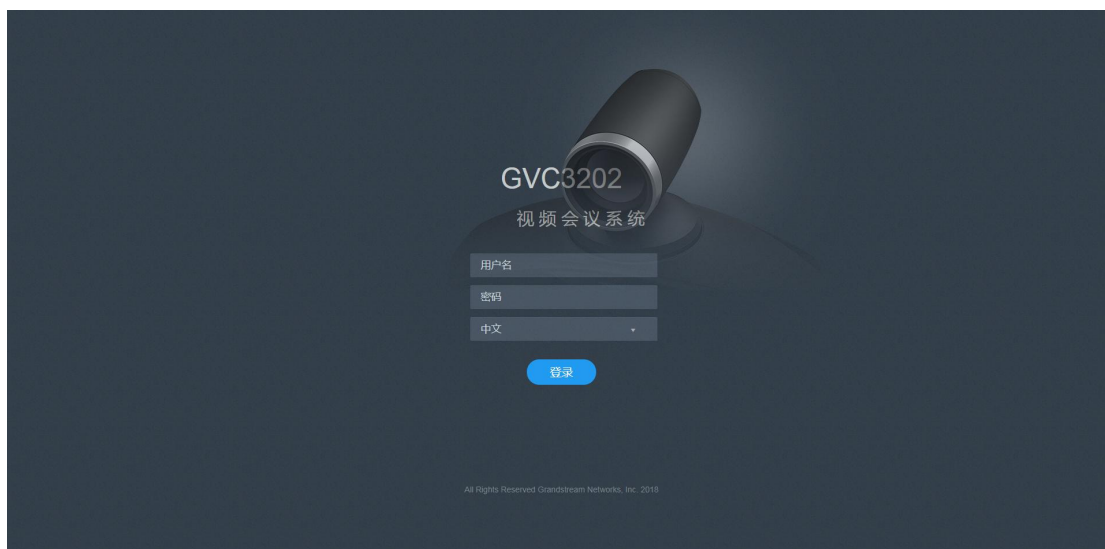 GVC3202
视频会议系统
用户名
密码
中文
登录
All Rights Reserved Grandstream Networks, Inc. 2018